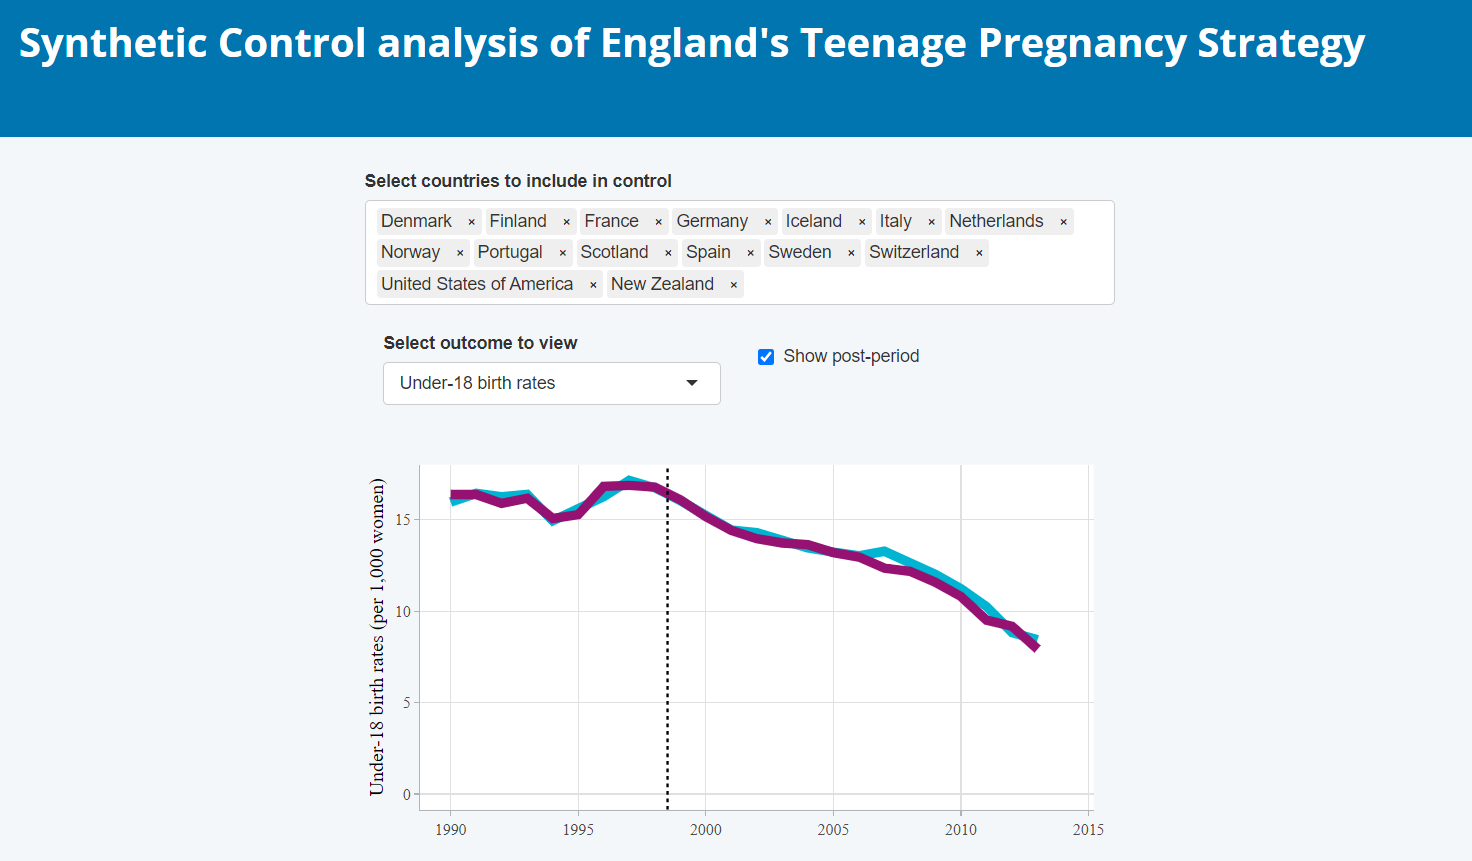 Synthetic Control analysis of England's Teenage Pregnancy Strategy
Select countries to include in control
Denmark × Finland × France × Germany × Iceland × Italy × Netherlands ×
Norway × Portugal × Scotland × Spain × Sweden × Switzerland ×
United States of America × New Zealand ×
Select outcome to view
Show post-period
Under-18 birth rates
Under-18 birth rates (per 1,000 women)
15
10
5
0
1990 1995 2000 2005 2010 2015